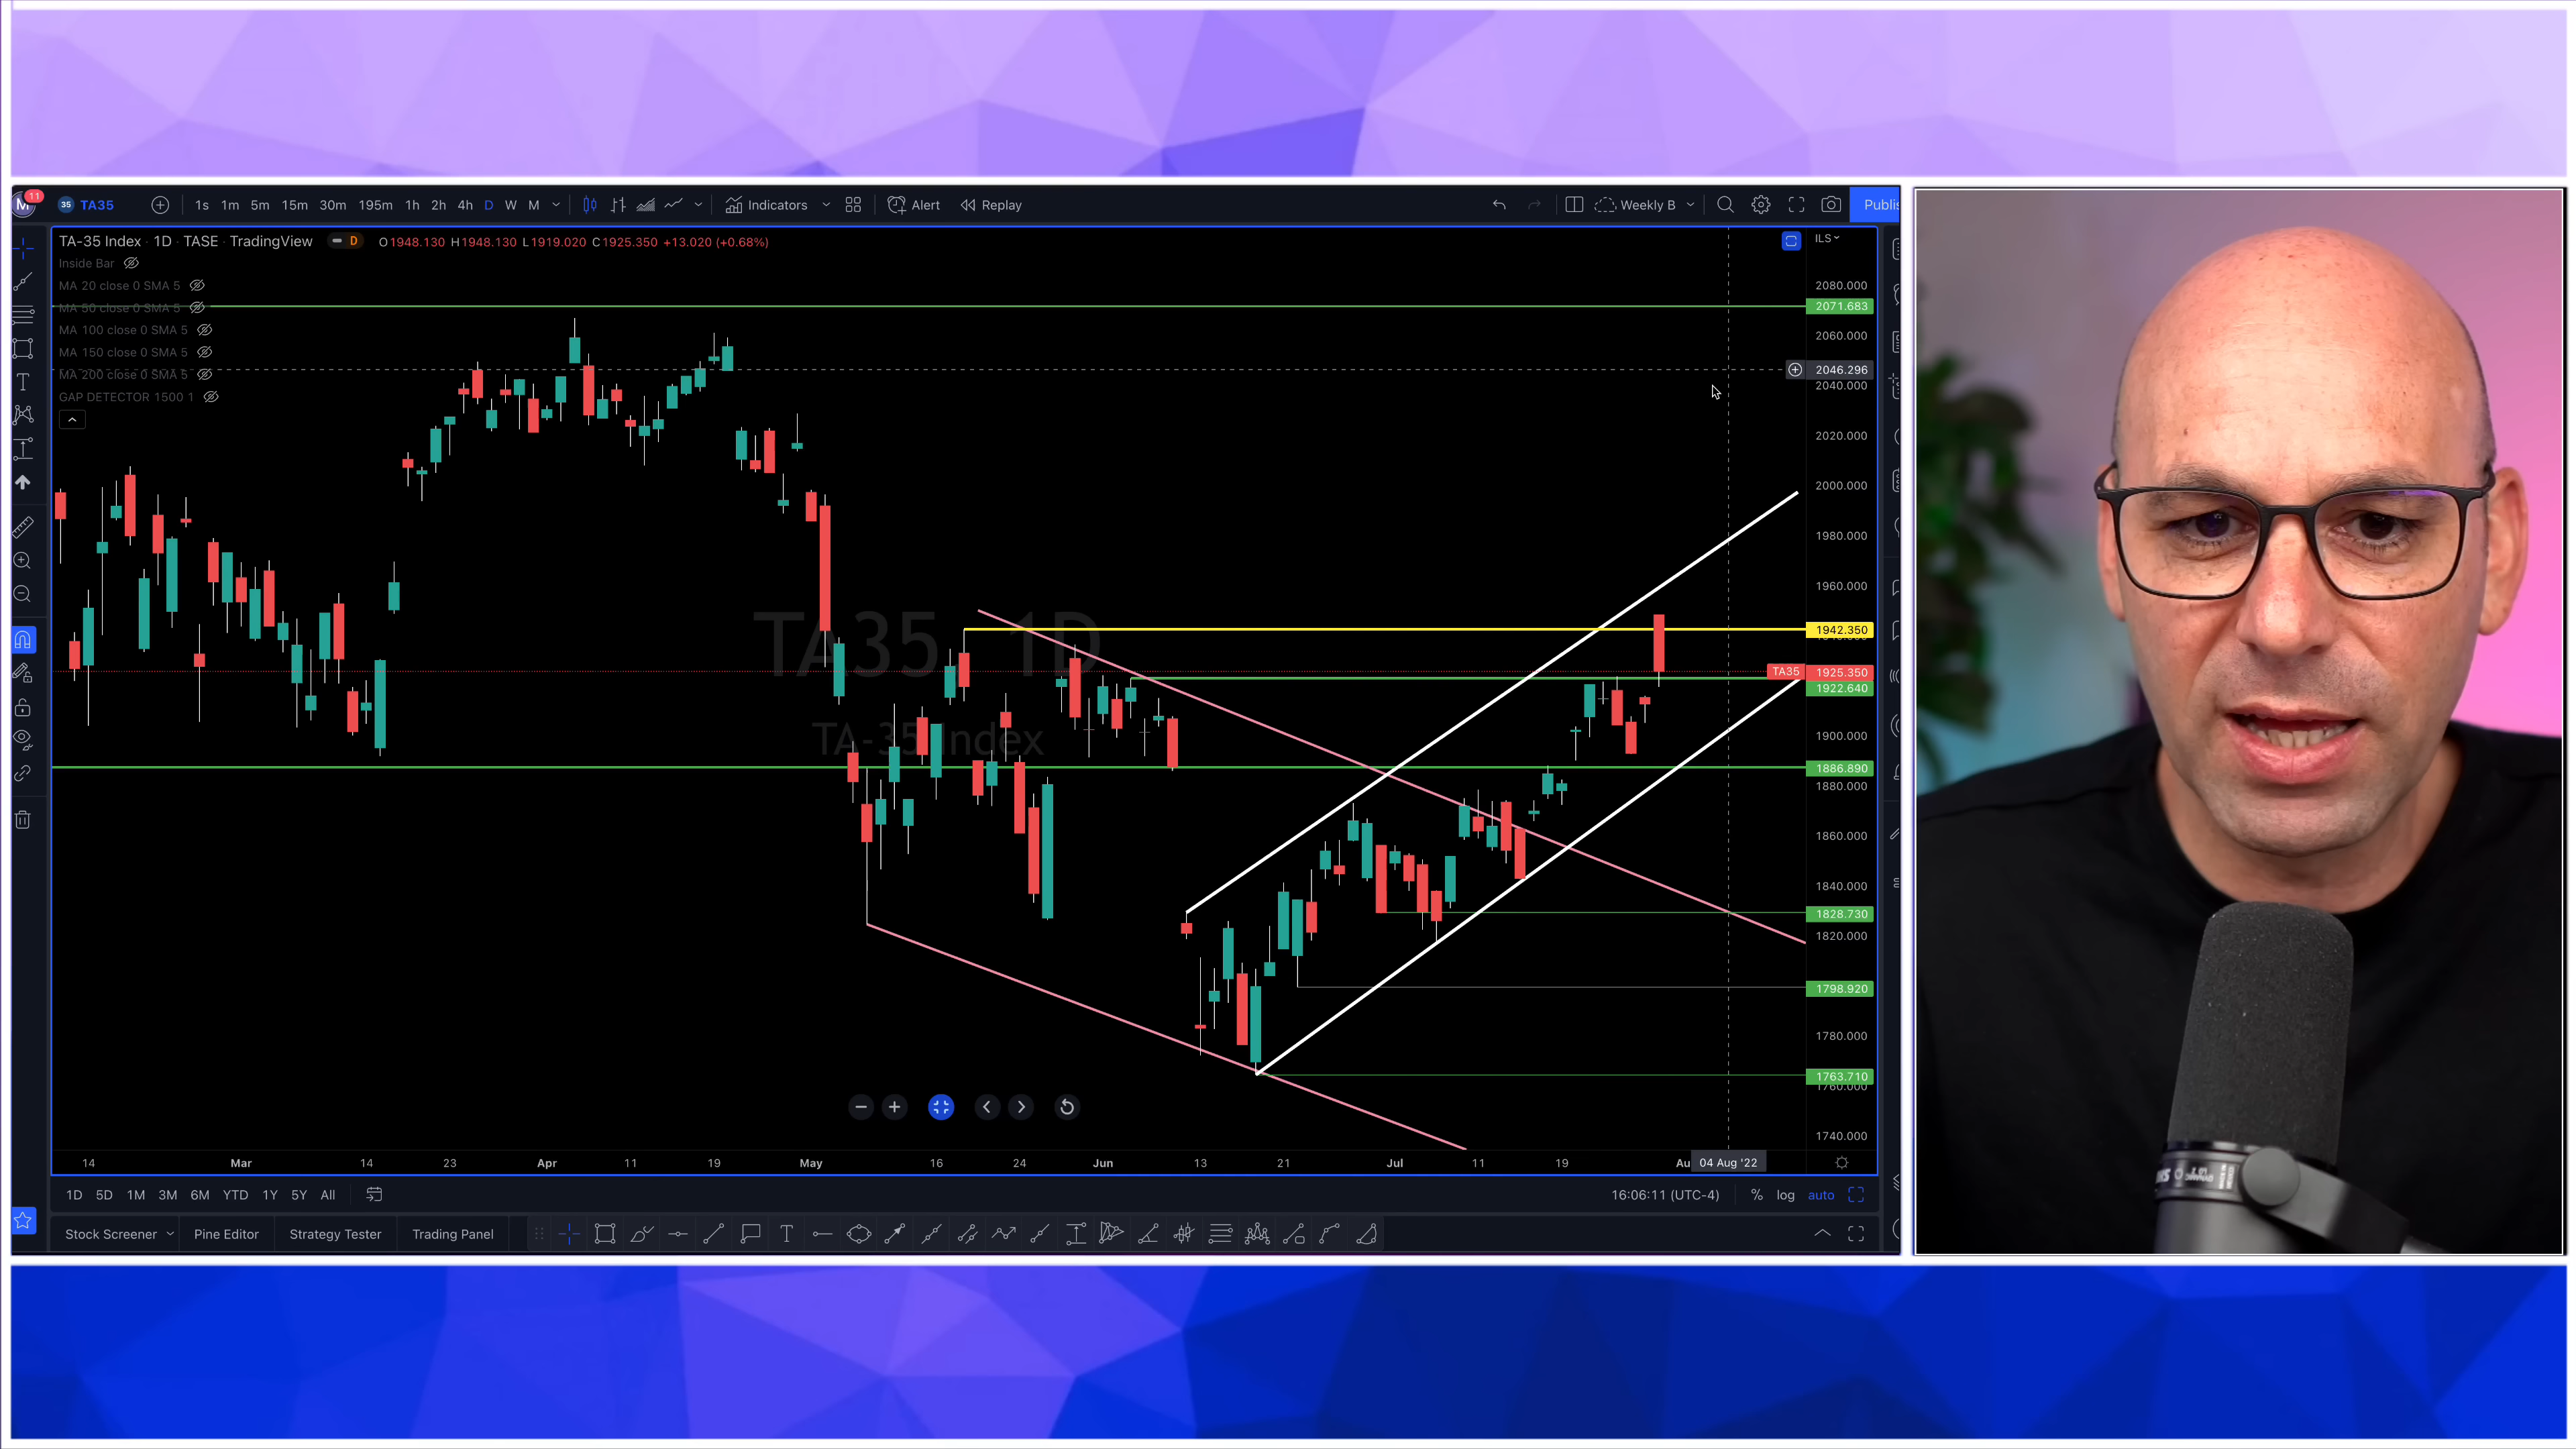 11
M 35 TA35 1s 1m 5m 15m 30m 195m 1h 2h 4h D W M Indicators Alert Replay Weekly B
TA-35 Index · 1D · TASE · TradingView D O1948.130 H1948.130 L1919.020 C1925.350 +13.020 (+0.68%) ILS
Inside Bar
MA 20 close 0 SMA 5
MA 50 close 0 SMA 5
MA 100 close 0 SMA 5
MA 150 close 0 SMA 5
MA 200 close 0 SMA 5
GAP DETECTOR 1500 1
2080.000
2071.683
2060.000
2046.296
2040.000
2020.000
2000.000
1980.000
1960.000
1942.350
TA35 1925.350
1922.640
1900.000
1886.890
1880.000
1860.000
1840.000
1828.730
1820.000
1798.920
1780.000
1763.710
1760.000
1740.000
TA35, 1D
TA-35 Index
14 Mar 14 23 Apr 11 19 May 16 24 Jun 13 21 Jul 11 19 Au 04 Aug '22
1D 5D 1M 3M 6M YTD 1Y 5Y All 16:06:11 (UTC-4) % log auto
Stock Screener Pine Editor Strategy Tester Trading Panel